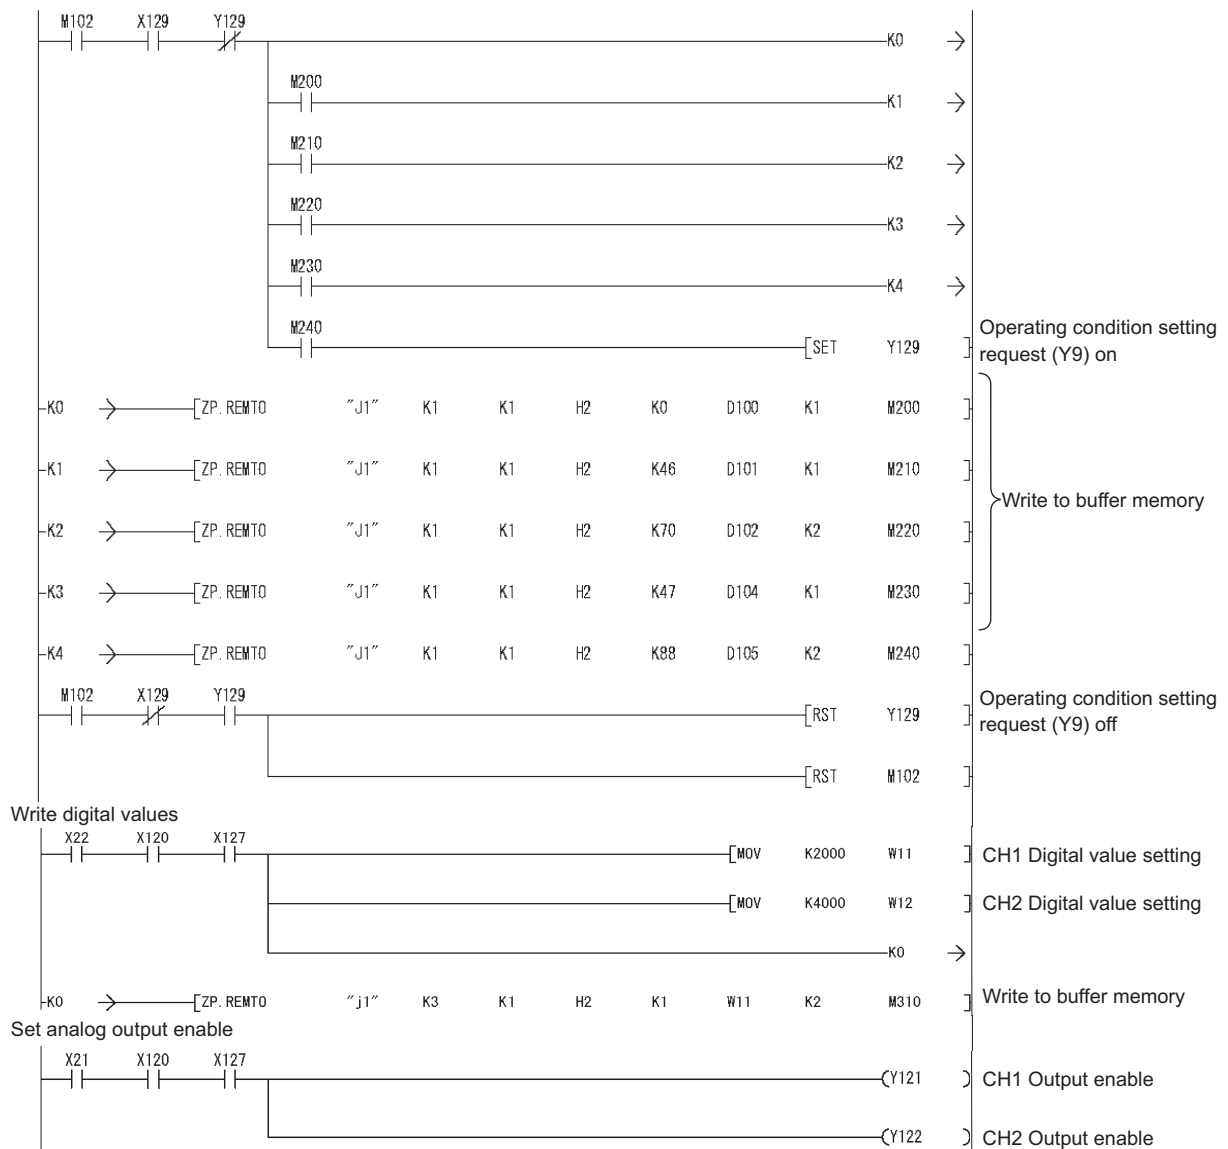 M102 X129 Y129
K0
M200
K1
M210
K2
M220
K3
M230
K4
M240
SET Y129
Operating condition setting
request (Y9) on
K0 ZP.REMTO "J1" K1 K1 H2 K0 D100 K1 M200
K1 ZP.REMTO "J1" K1 K1 H2 K46 D101 K1 M210
Write to buffer memory
K2 ZP.REMTO "J1" K1 K1 H2 K70 D102 K2 M220
K3 ZP.REMTO "J1" K1 K1 H2 K47 D104 K1 M230
K4 ZP.REMTO "J1" K1 K1 H2 K88 D105 K2 M240
M102 X129 Y129
RST Y129
Operating condition setting
request (Y9) off
RST M102
Write digital values
X22 X120 X127
MOV K2000 W11 CH1 Digital value setting
MOV K4000 W12 CH2 Digital value setting
K0
K0 ZP.REMTO "j1" K3 K1 H2 K1 W11 K2 M310 Write to buffer memory
Set analog output enable
X21 X120 X127
Y121 CH1 Output enable
Y122 CH2 Output enable